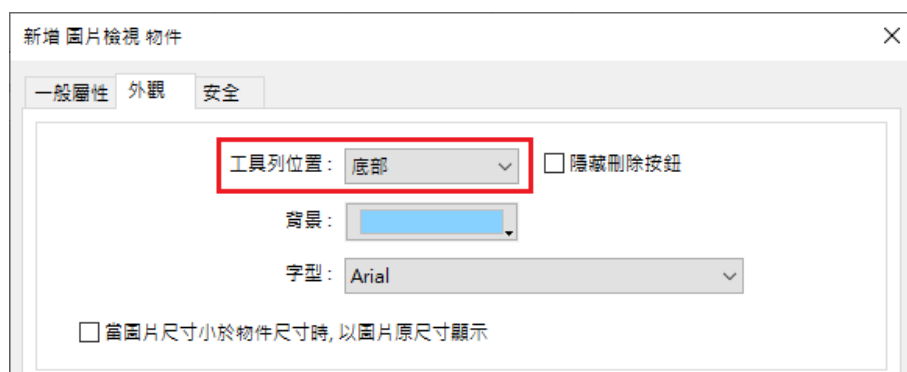 新增 圖片檢視 物件
一般屬性 外觀 安全
工具列位置 : 底部 隱藏刪除按鈕
背景 :
字型 : Arial
當圖片尺寸小於物件尺寸時, 以圖片原尺寸顯示